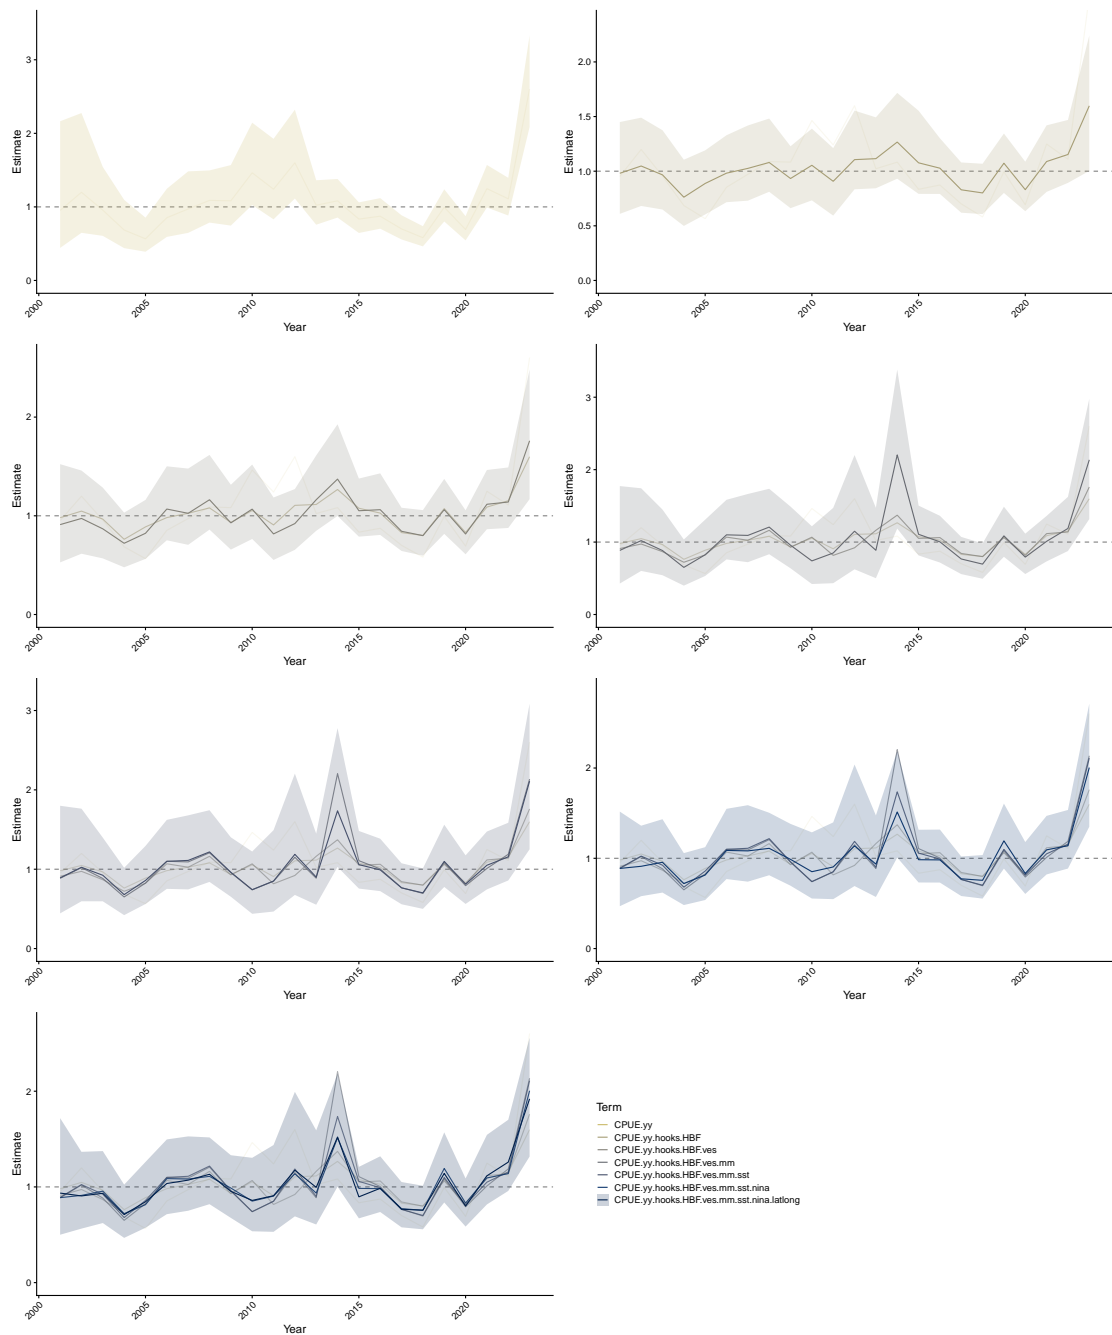 3
2
1
0
Estimate
2000
2005
2010
2015
2020
Year
2.0
1.5
1.0
0.5
0.0
Estimate
2000
2005
2010
2015
2020
Year
2
1
0
Estimate
2000
2005
2010
2015
2020
Year
3
2
1
0
Estimate
2000
2005
2010
2015
2020
Year
3
2
1
0
Estimate
2000
2005
2010
2015
2020
Year
2
1
0
Estimate
2000
2005
2010
2015
2020
Year
2
1
0
Estimate
2000
2005
2010
2015
2020
Year
Term
CPUE.yy
CPUE.yy.hooks.HBF
CPUE.yy.hooks.HBF.ves
CPUE.yy.hooks.HBF.ves.mm
CPUE.yy.hooks.HBF.ves.mm.sst
CPUE.yy.hooks.HBF.ves.mm.sst.nina
CPUE.yy.hooks.HBF.ves.mm.sst.nina.latlong